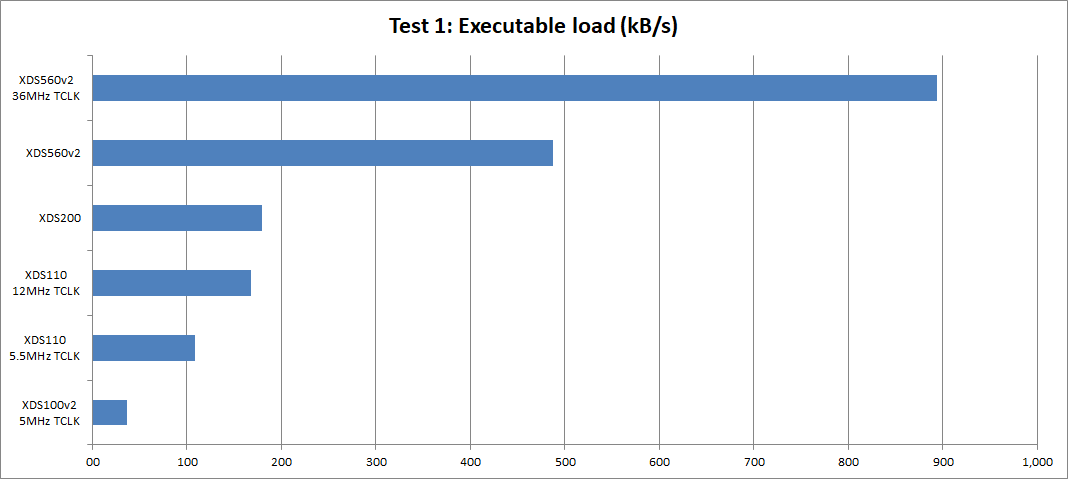 Test 1: Executable load (kB/s)
XDS560v2
36MHz TCLK
XDS560v2
XDS200
XDS110
12MHz TCLK
XDS110
5.5MHz TCLK
XDS100v2
5MHz TCLK
00 100 200 300 400 500 600 700 800 900 1,000